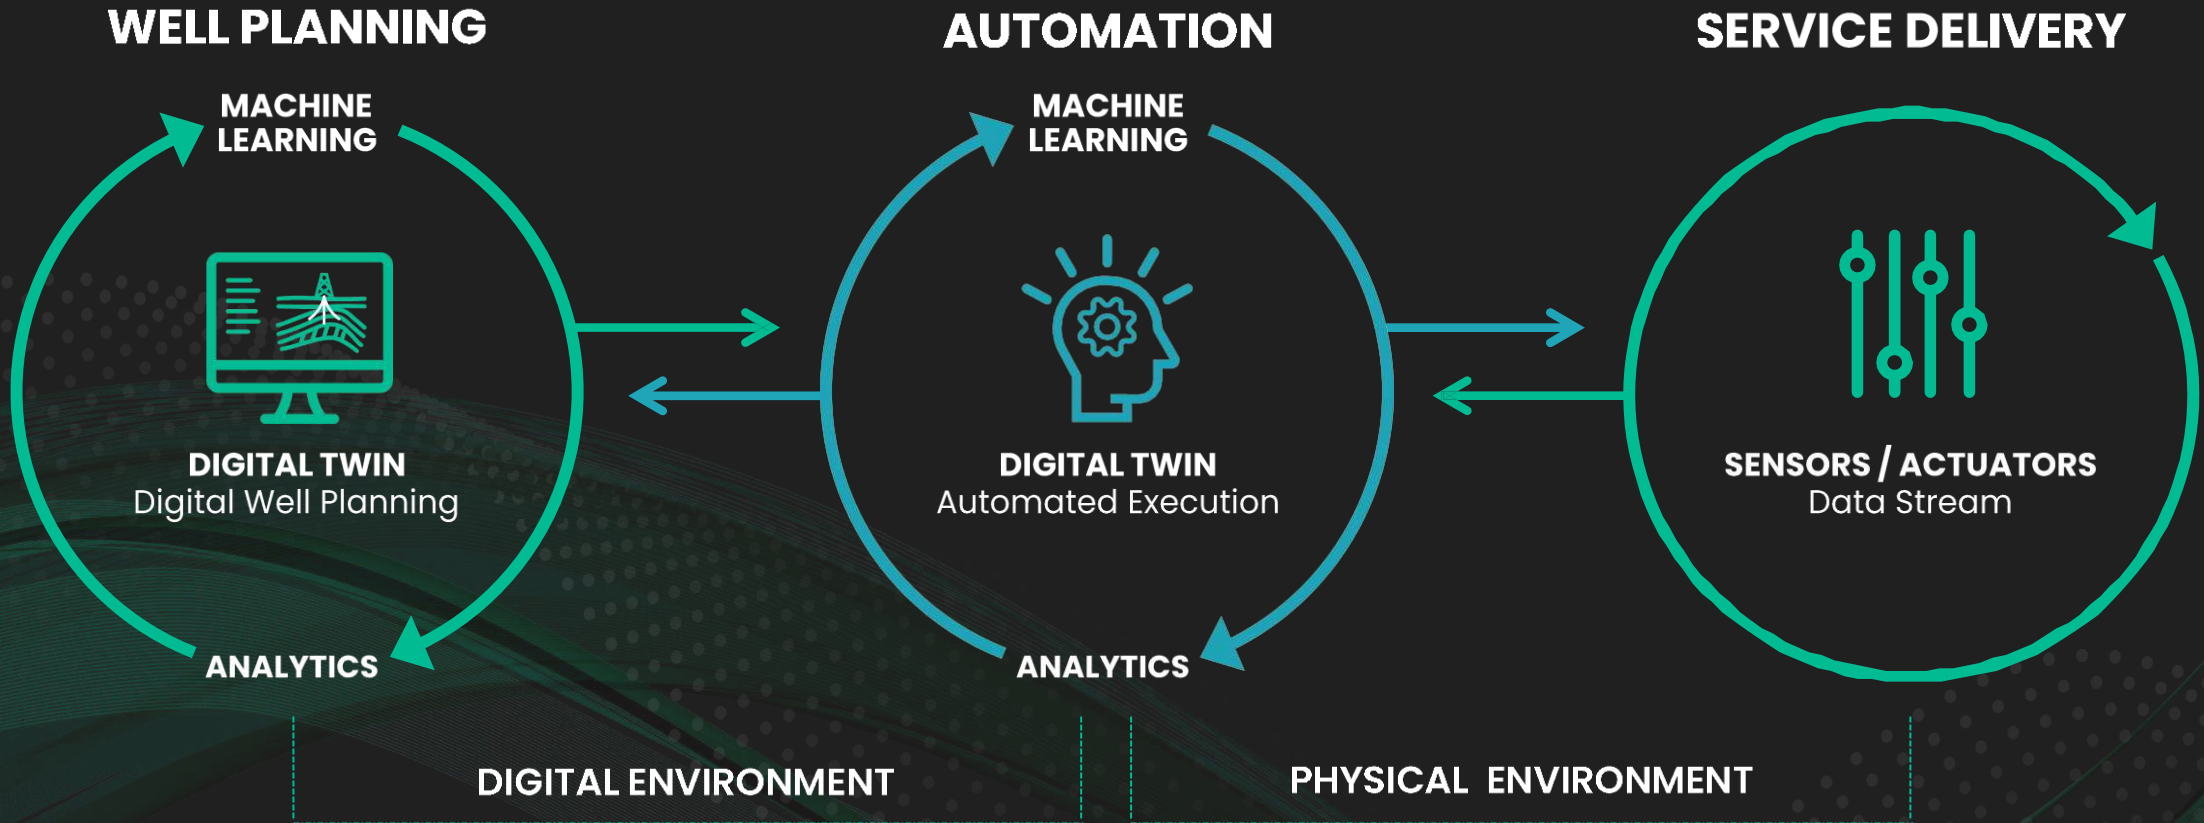 WELL PLANNING
AUTOMATION
SERVICE DELIVERY
MACHINE
LEARNING
DIGITAL TWIN
Digital Well Planning
ANALYTICS
MACHINE
LEARNING
DIGITAL TWIN
Automated Execution
ANALYTICS
SENSORS / ACTUATORS
Data Stream
DIGITAL ENVIRONMENT
PHYSICAL ENVIRONMENT